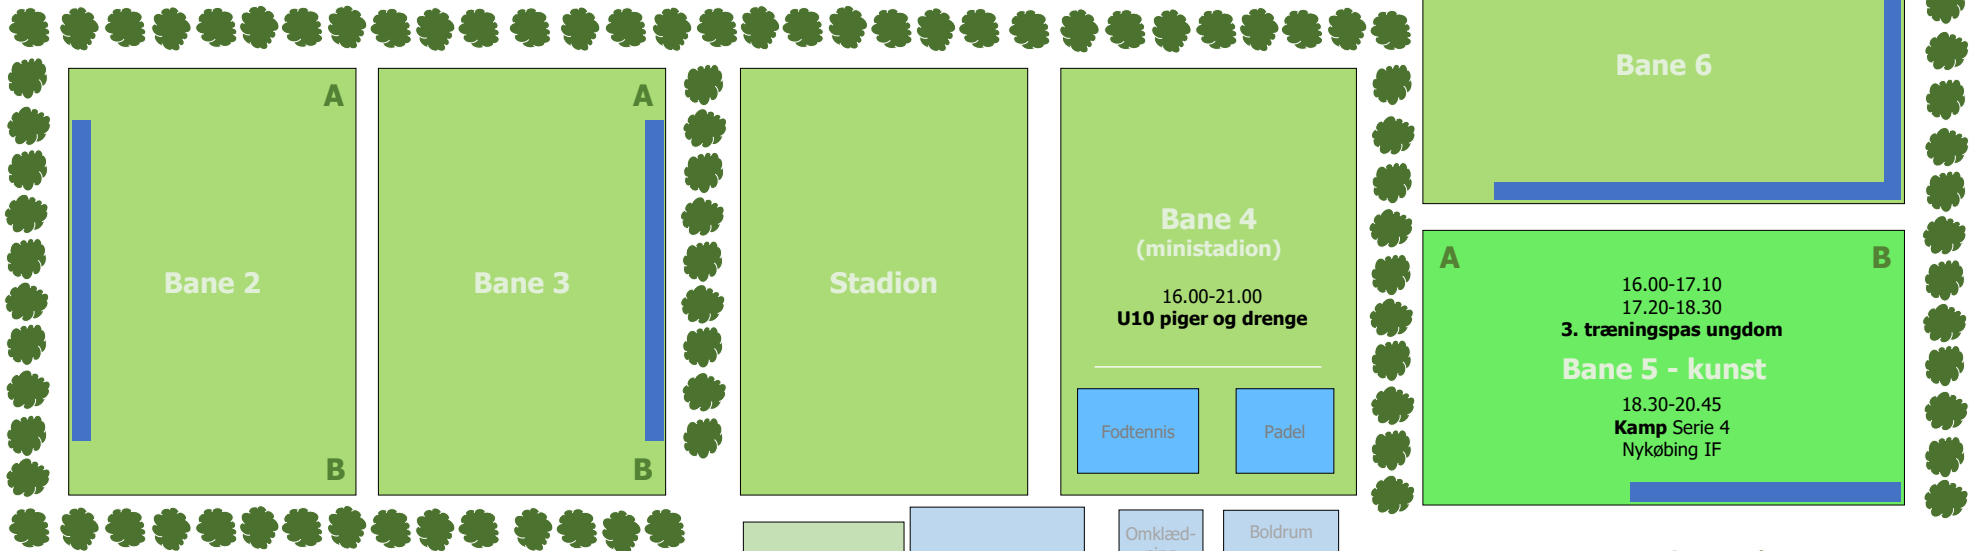 A
Bane 2
B
A
Bane 3
B
Stadion
Bane 4
(ministadion)
16.00-21.00
U10 piger og drenge
Fodtennis
Padel
Bane 6
A
B
16.00-17.10
17.20-18.30
3. træningspas ungdom
Bane 5 - kunst
18.30-20.45
Kamp Serie 4
Nykøbing IF
Omklæd-
Boldrum